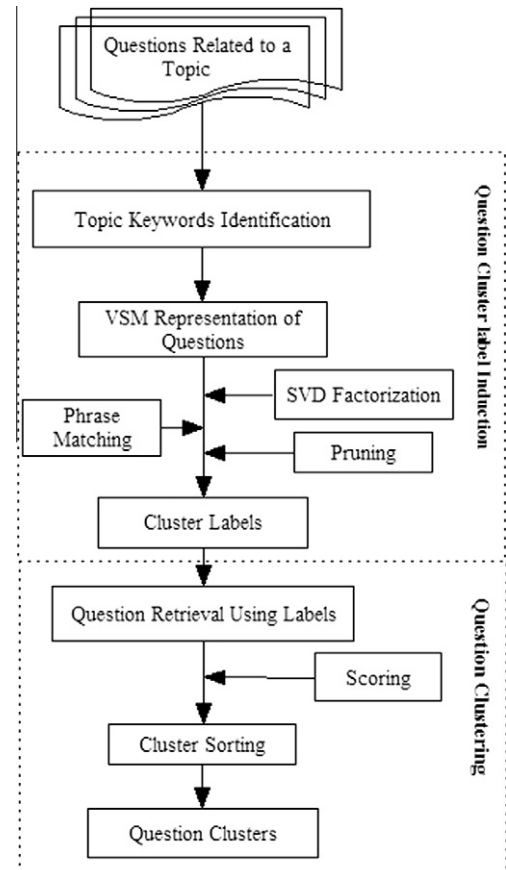 Questions Related to a
Topic
Topic Keywords Identification
VSM Representation of
Questions
SVD Factorization
Phrase
Matching
Pruning
Cluster Labels
Question Cluster label Induction
Question Retrieval Using Labels
Scoring
Cluster Sorting
Question Clusters
Question Clustering